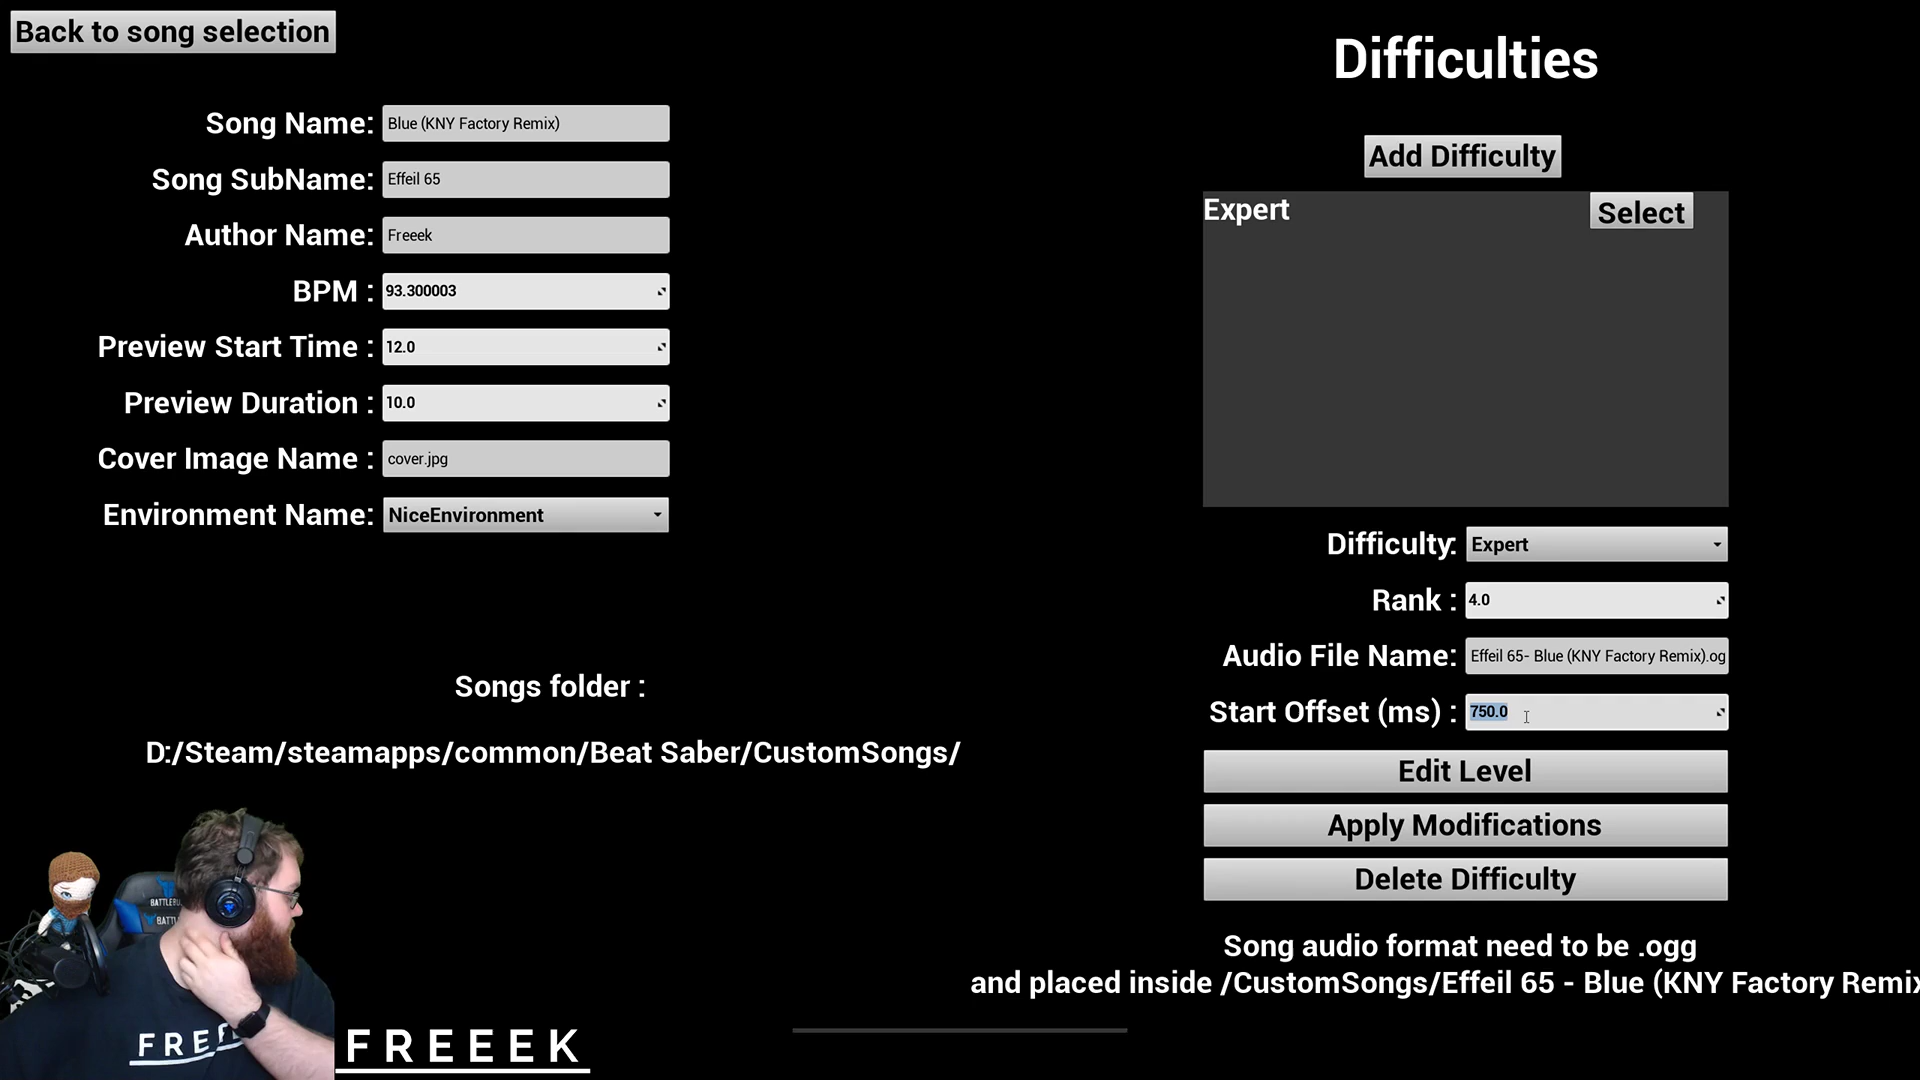 Back to song selection
Song Name: Blue (KNY Factory Remix)
Song SubName: Effeil 65
Author Name: Freeek
BPM : 93.300003
Preview Start Time : 12.0
Preview Duration : 10.0
Cover Image Name : cover.jpg
Environment Name: NiceEnvironment
Songs folder :
D:/Steam/steamapps/common/Beat Saber/CustomSongs/
Difficulties
Add Difficulty
Expert Select
Difficulty: Expert
Rank : 4.0
Audio File Name: Effeil 65- Blue (KNY Factory Remix).og
Start Offset (ms) : 750.0
Edit Level
Apply Modifications
Delete Difficulty
Song audio format need to be .ogg
and placed inside /CustomSongs/Effeil 65 - Blue (KNY Factory Remix
FREEEK